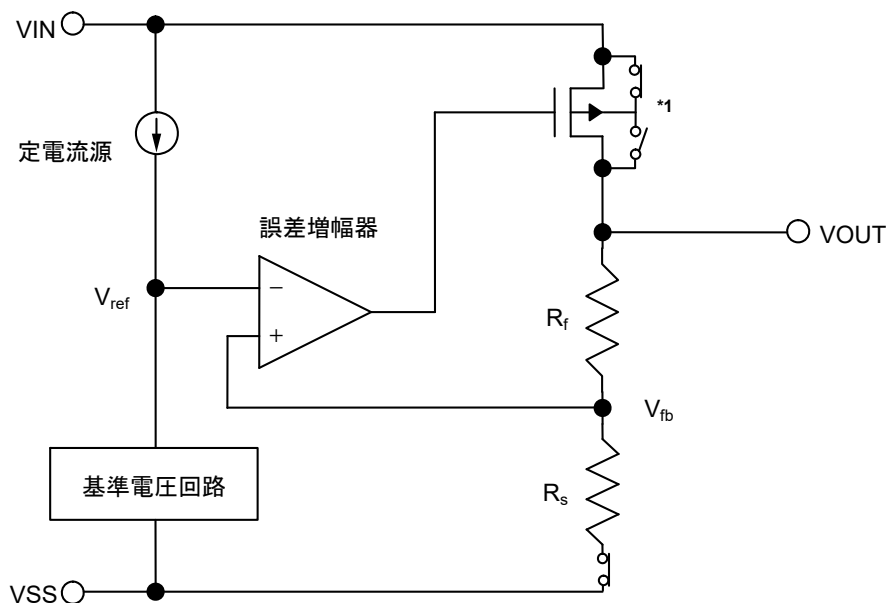 VIN
*1
定電流源
誤差増幅器
VOUT
Vref
−
+
Rf
Vfb
基準電圧回路
Rs
VSS